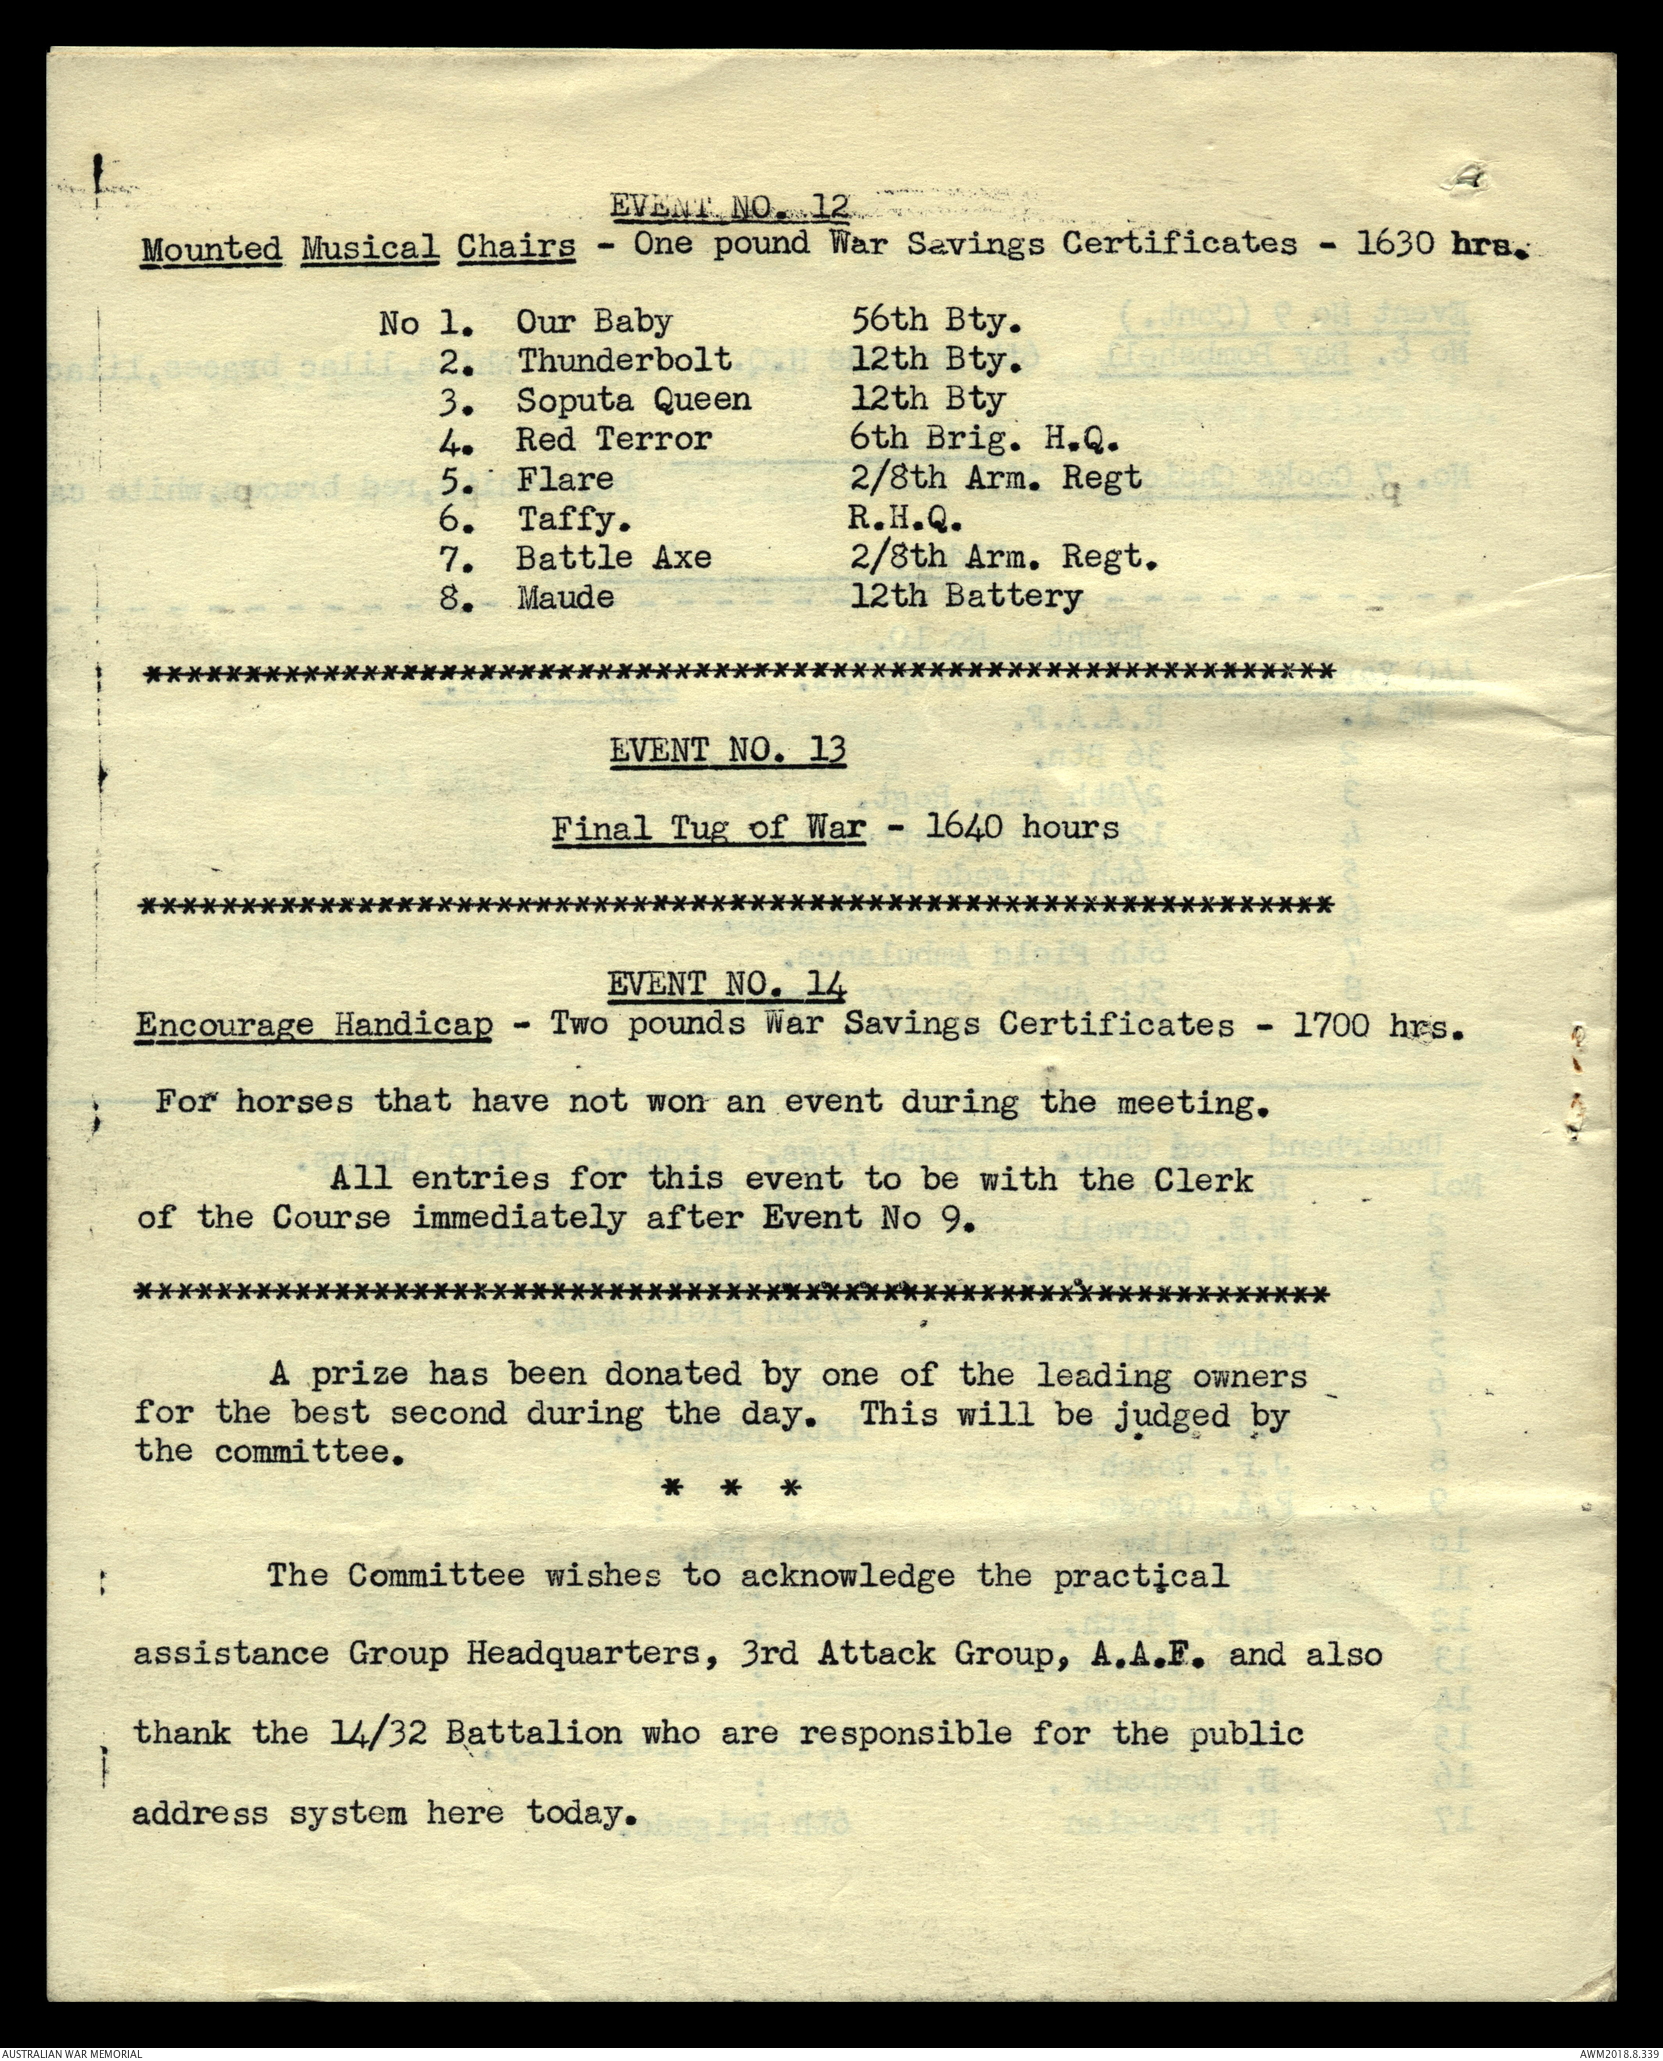 EVENT NO. 12
Mounted Musical Chairs - One pound War Savings Certificates - 1630 hrs.
No 1. Our Baby 56th Bty.
2. Thunderbolt 12th Bty.
3. Soputa Queen 12th Bty
4. Red Terror 6th Brig. H.Q.
5. Flare 2/8th Arm. Regt
6. Taffy. R.H.Q.
7. Battle Axe 2/8th Arm. Regt.
8. Maude 12th Battery
*************************************************************
EVENT NO. 13
Final Tug of War - 1640 hours
*************************************************************
EVENT NO. 14
Encourage Handicap - Two pounds War Savings Certificates - 1700 hrs.
For horses that have not won an event during the meeting.
All entries for this event to be with the Clerk
of the Course immediately after Event No 9.
*************************************************************
A prize has been donated by one of the leading owners
for the best second during the day. This will be judged by
the committee.
* * *
The Committee wishes to acknowledge the practical
assistance Group Headquarters, 3rd Attack Group, A.A.F. and also
thank the 14/32 Battalion who are responsible for the public
address system here today.
AUSTRALIAN WAR MEMORIAL
AWM2018.8.339